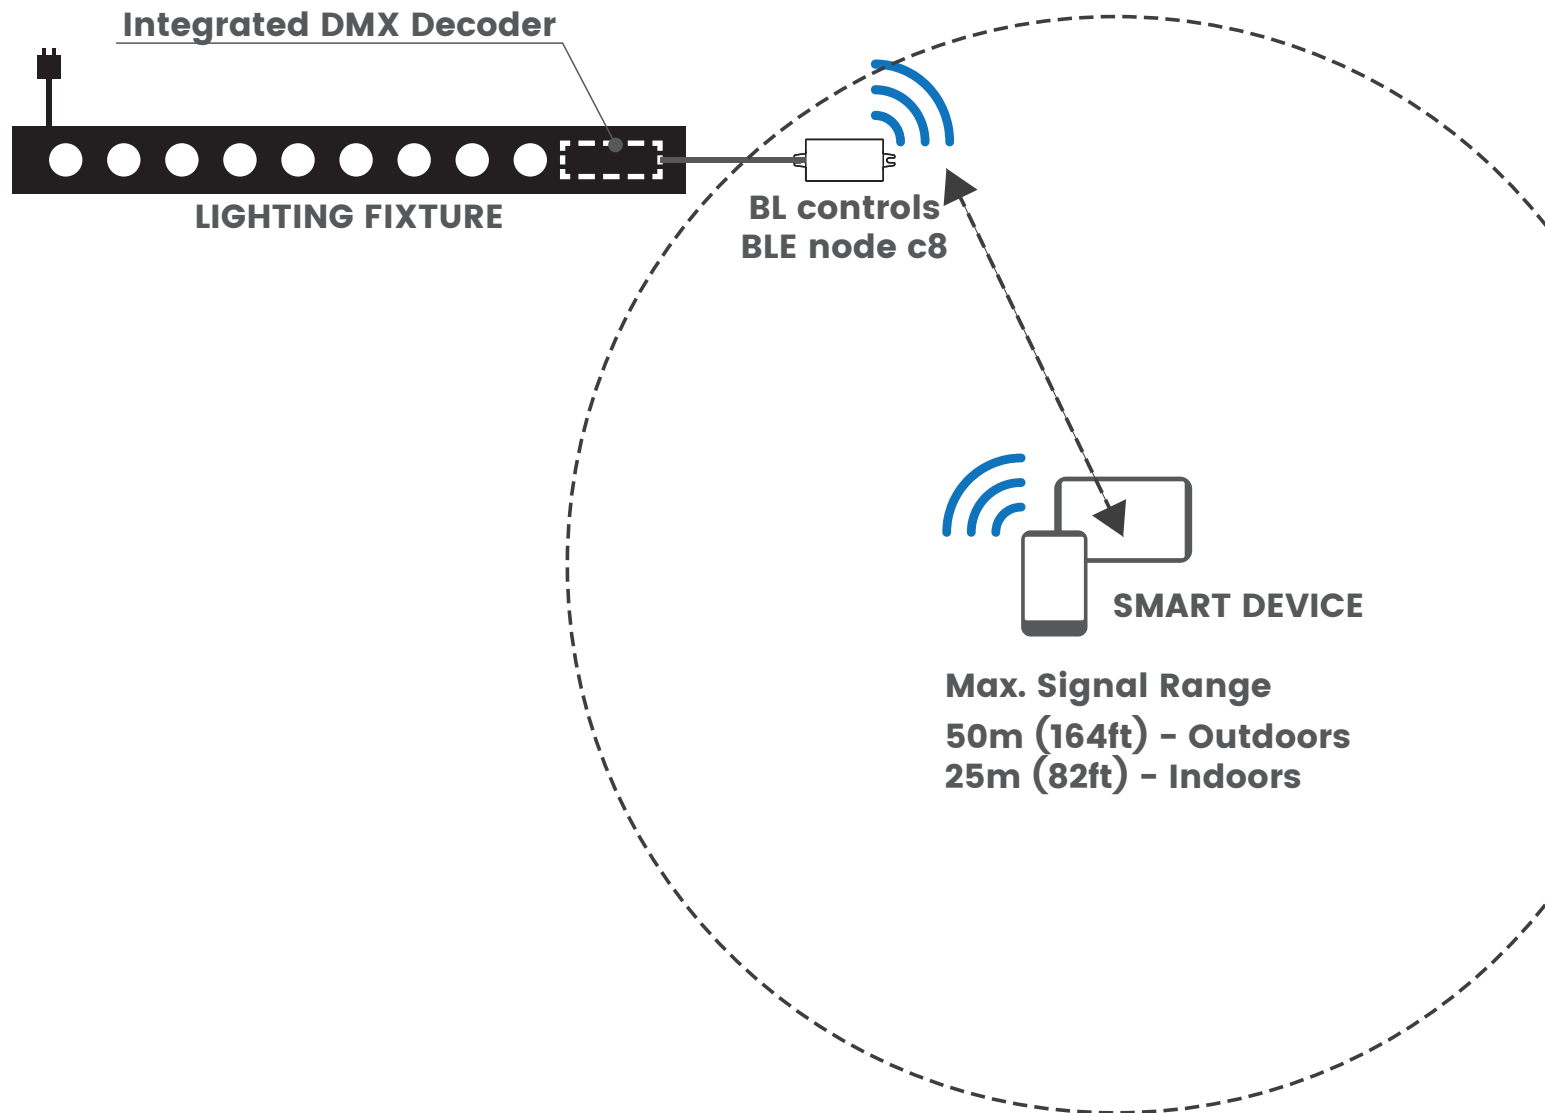 Integrated DMX Decoder
LIGHTING FIXTURE
BL controls
BLE node c8
SMART DEVICE
Max. Signal Range
50m (164ft) - Outdoors
25m (82ft) - Indoors